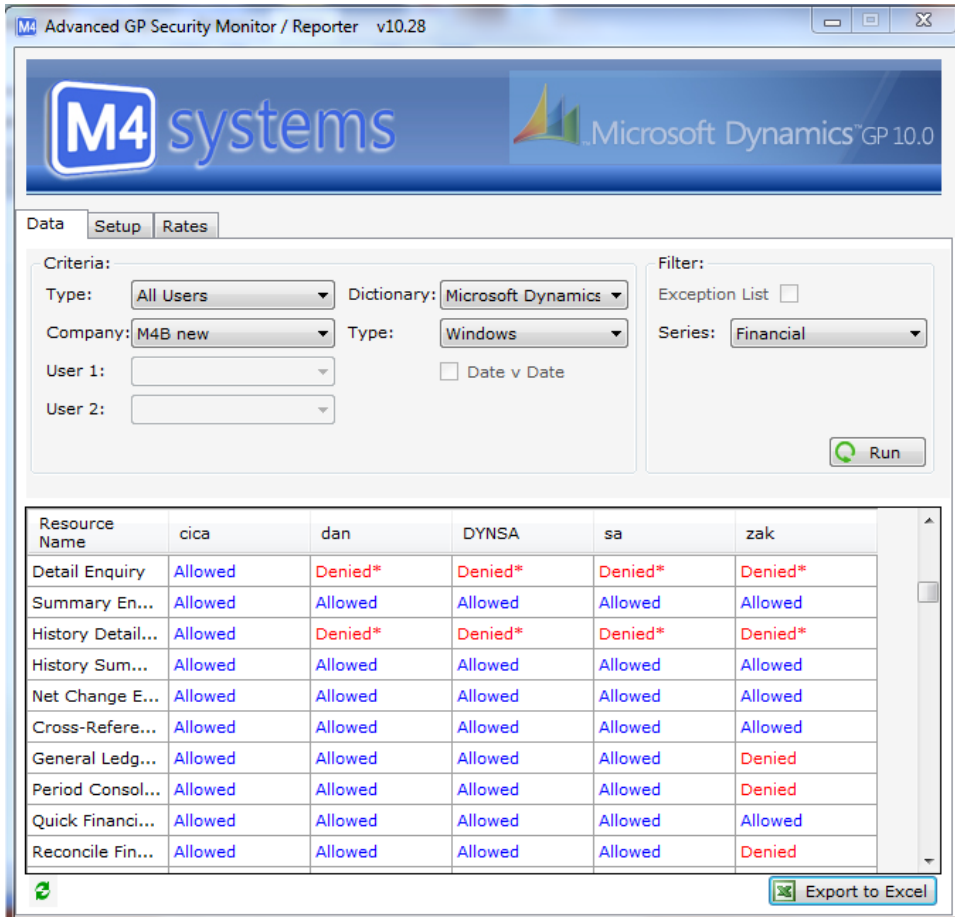 M4 Advanced GP Security Monitor / Reporter v10.28
M4 systems
Microsoft Dynamics™ GP 10.0
Data Setup Rates
Criteria: Filter:
Type: All Users Dictionary: Microsoft Dynamics Exception List
Company: M4B new Type: Windows Series: Financial
User 1: Date v Date
User 2:
Run
Resource Name cica dan DYNSA sa zak
Detail Enquiry Allowed Denied* Denied* Denied* Denied*
Summary En... Allowed Allowed Allowed Allowed Allowed
History Detail... Allowed Denied* Denied* Denied* Denied*
History Sum... Allowed Allowed Allowed Allowed Allowed
Net Change E... Allowed Allowed Allowed Allowed Allowed
Cross-Refere... Allowed Allowed Allowed Allowed Allowed
General Ledg... Allowed Allowed Allowed Allowed Denied
Period Consol... Allowed Allowed Allowed Allowed Denied
Quick Financi... Allowed Allowed Allowed Allowed Allowed
Reconcile Fin... Allowed Allowed Allowed Allowed Denied
Export to Excel